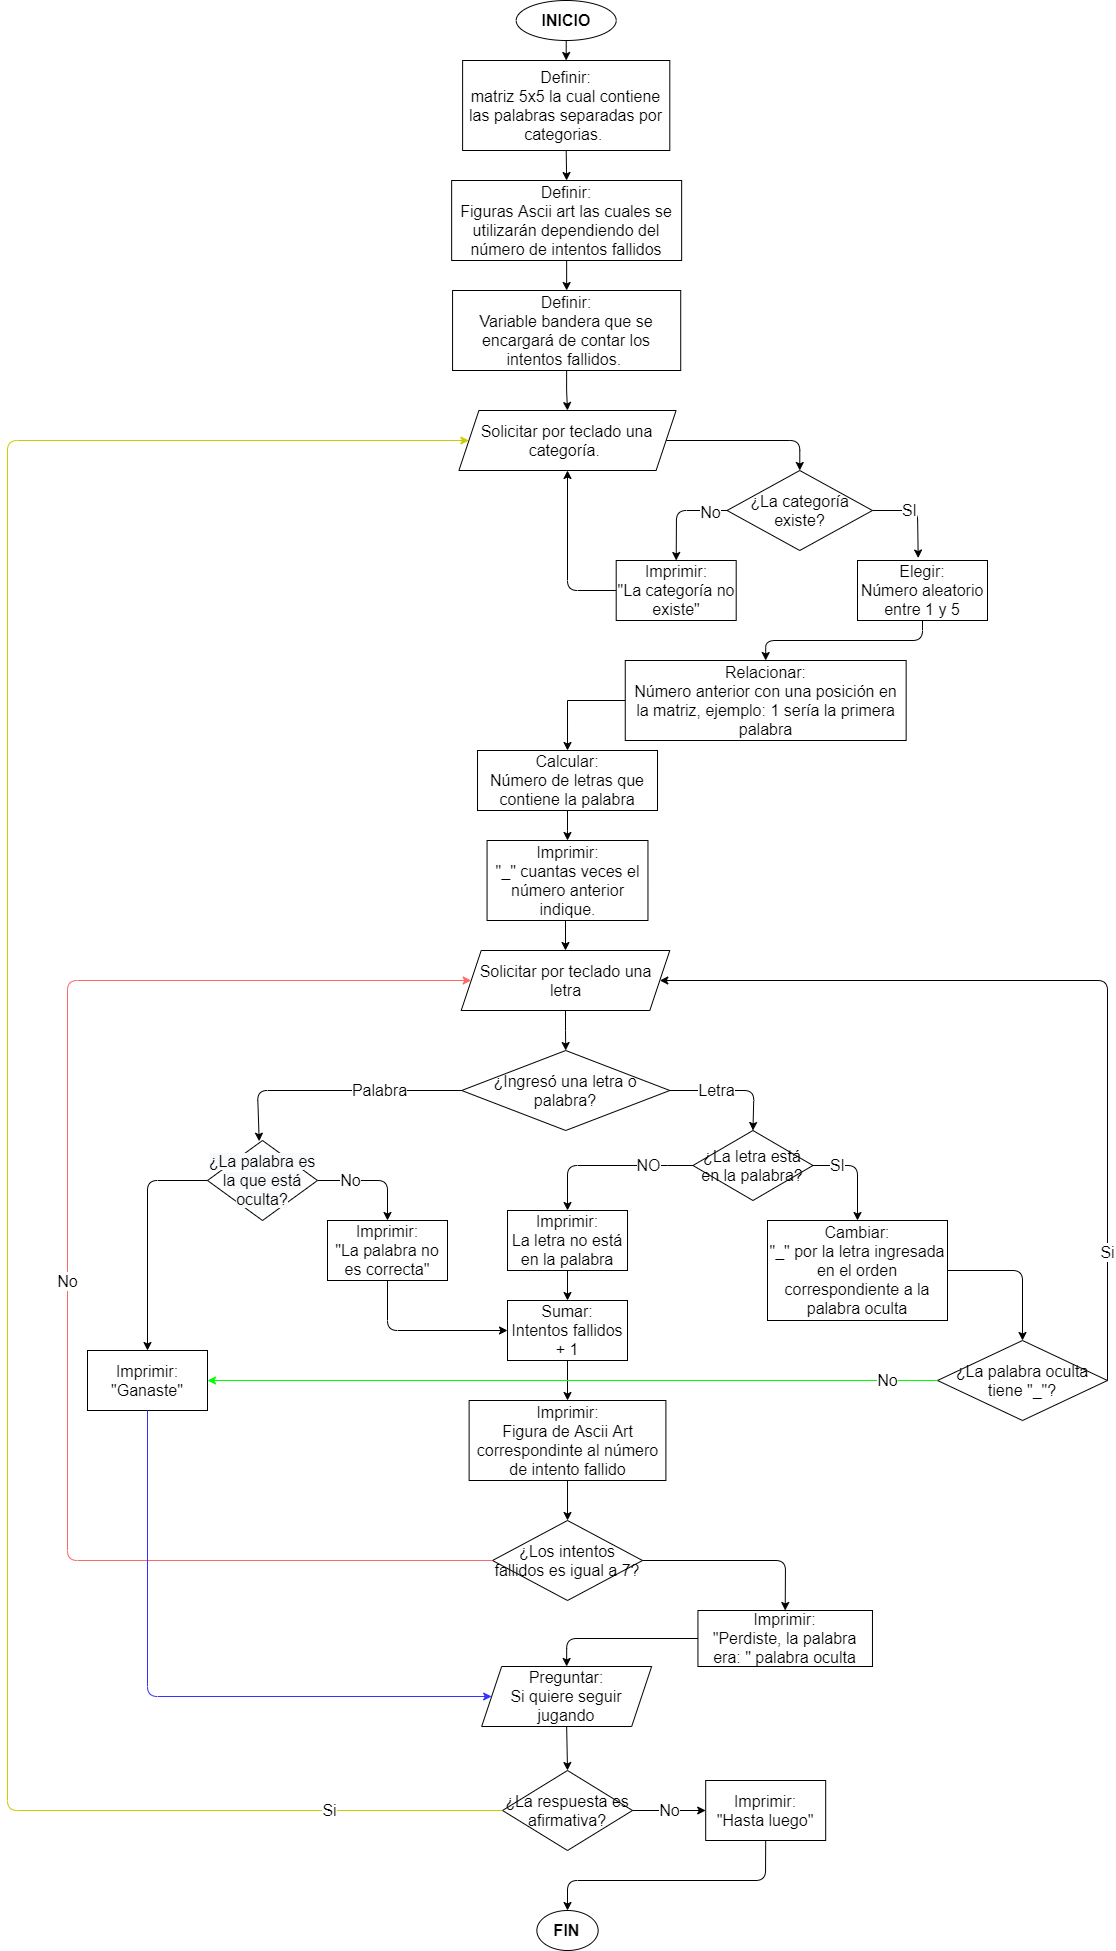 INICIO
Definir:
matriz 5x5 la cual contiene
las palabras separadas por
categorias.
Definir:
Figuras Ascii art las cuales se
utilizarán dependiendo del
número de intentos fallidos
Definir:
Variable bandera que se
encargará de contar los
intentos fallidos.
Solicitar por teclado una
categoría.
¿La categoría
existe?
No
SI
Imprimir:
"La categoría no
existe"
Elegir:
Número aleatorio
entre 1 y 5
Relacionar:
Número anterior con una posición en
la matriz, ejemplo: 1 sería la primera
palabra
Calcular:
Número de letras que
contiene la palabra
Imprimir:
"_" cuantas veces el
número anterior
indique.
Solicitar por teclado una
letra
¿Ingresó una letra o
palabra?
Palabra
Letra
¿La palabra es
la que está
oculta?
No
¿La letra está
en la palabra?
NO
SI
Imprimir:
"La palabra no
es correcta"
Imprimir:
La letra no está
en la palabra
Cambiar:
"_" por la letra ingresada
en el orden
correspondiente a la
palabra oculta
Si
No
Sumar:
Intentos fallidos
+ 1
Imprimir:
"Ganaste"
No
¿La palabra oculta
tiene "_"?
Imprimir:
Figura de Ascii Art
correspondinte al número
de intento fallido
¿Los intentos
fallidos es igual a 7?
Imprimir:
"Perdiste, la palabra
era: " palabra oculta
Preguntar:
Si quiere seguir
jugando
¿La respuesta es
afirmativa?
Si
No
Imprimir:
"Hasta luego"
FIN